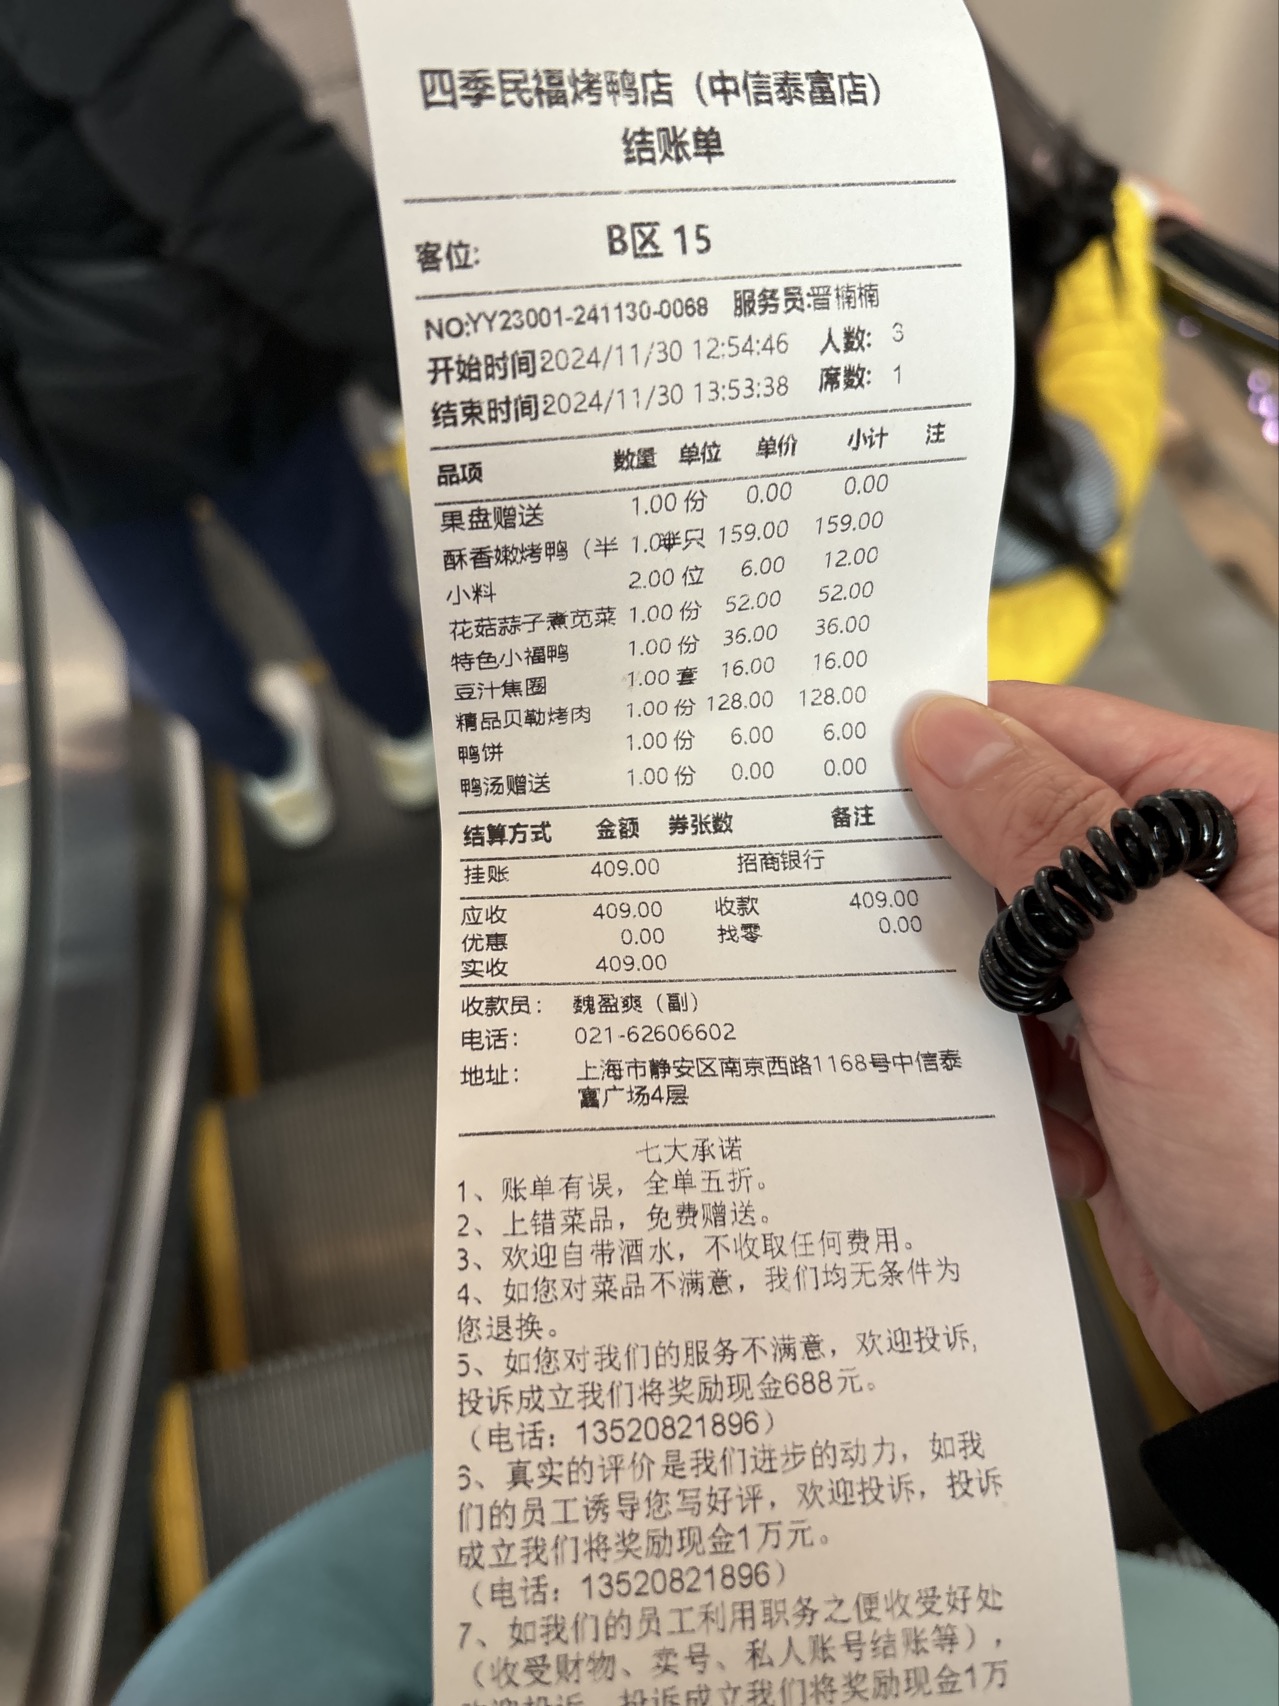 四季民福烤鸭店（中信泰富店）
结账单
客位: B区 15
NO:YY23001-241130-0068 服务员:晋楠楠
开始时间2024/11/30 12:54:46 人数: 3
结束时间2024/11/30 13:53:38 席数: 1
品项 数量 单位 单价 小计 注
果盘赠送 1.00 份 0.00 0.00
酥香嫩烤鸭（半 1.00半只 159.00 159.00
小料 2.00 位 6.00 12.00
花菇蒜子煮苋菜 1.00 份 52.00 52.00
特色小福鸭 1.00 份 36.00 36.00
豆汁焦圈 1.00 套 16.00 16.00
精品贝勒烤肉 1.00 份 128.00 128.00
鸭饼 1.00 份 6.00 6.00
鸭汤赠送 1.00 份 0.00 0.00
结算方式 金额 券张数 备注
挂账 409.00 招商银行
应收 409.00 收款 409.00
优惠 0.00 找零 0.00
实收 409.00
收款员: 魏盈爽（副）
电话: 021-62606602
地址: 上海市静安区南京西路1168号中信泰
富广场4层
七大承诺
1、账单有误，全单五折。
2、上错菜品，免费赠送。
3、欢迎自带酒水，不收取任何费用。
4、如您对菜品不满意，我们均无条件为
您退换。
5、如您对我们的服务不满意，欢迎投诉,
投诉成立我们将奖励现金688元。
（电话：13520821896）
6、真实的评价是我们进步的动力，如我
们的员工诱导您写好评，欢迎投诉，投诉
成立我们将奖励现金1万元。
（电话：13520821896）
7、如我们的员工利用职务之便收受好处
（收受财物、卖号、私人账号结账等），
欢迎投诉，投诉成立我们将奖励现金1万